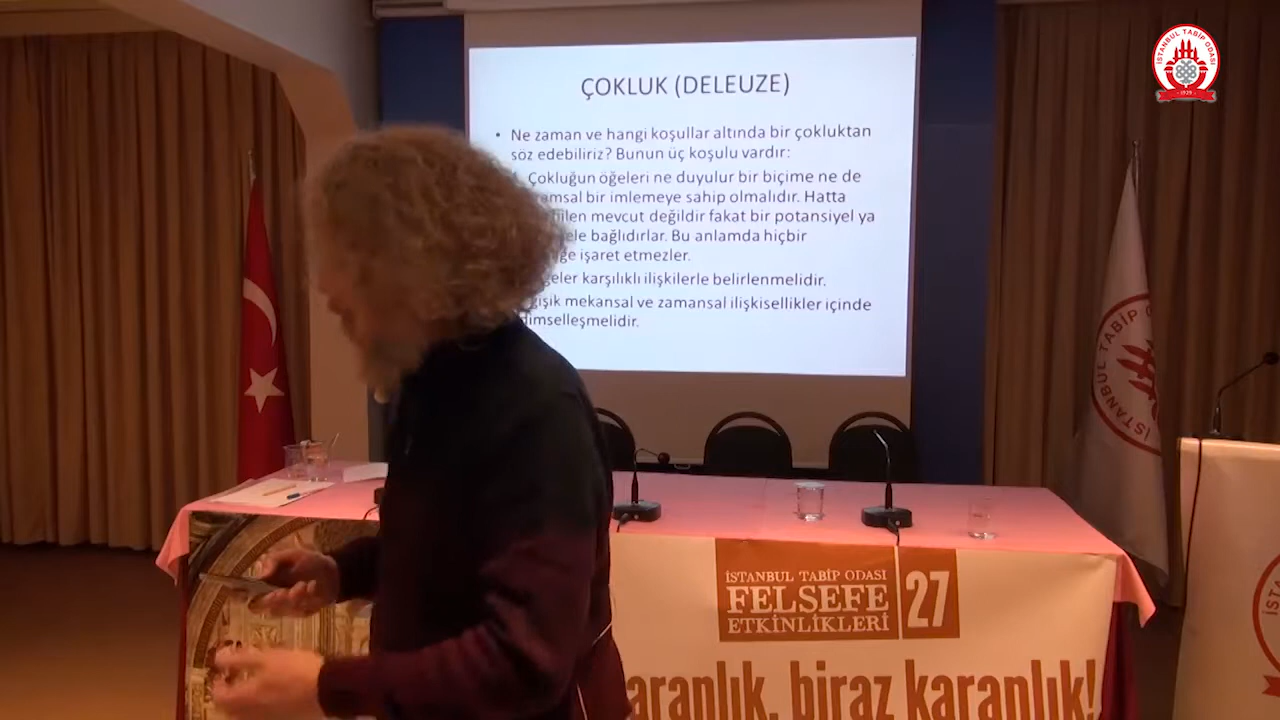 ÇOKLUK (DELEUZE)
• Ne zaman ve hangi koşullar altında bir çokluktan
söz edebiliriz? Bunun üç koşulu vardır:
Çokluğun öğeleri ne duyulur bir biçime ne de
bir imlemeye sahip olmalıdır. Hatta
mevcut değildir fakat bir potansiyel ya
bağlıdırlar. Bu anlamda hiçbir
işaret etmezler.
karşılıklı ilişkilerle belirlenmelidir.
mekansal ve zamansal ilişkisellikler içinde
İSTANBUL TABİP ODASI
- 1929 -
İSTANBUL TABİP
İSTANBUL TABİP ODASI
FELSEFE
ETKİNLİKLERİ
27
biraz karanlık!